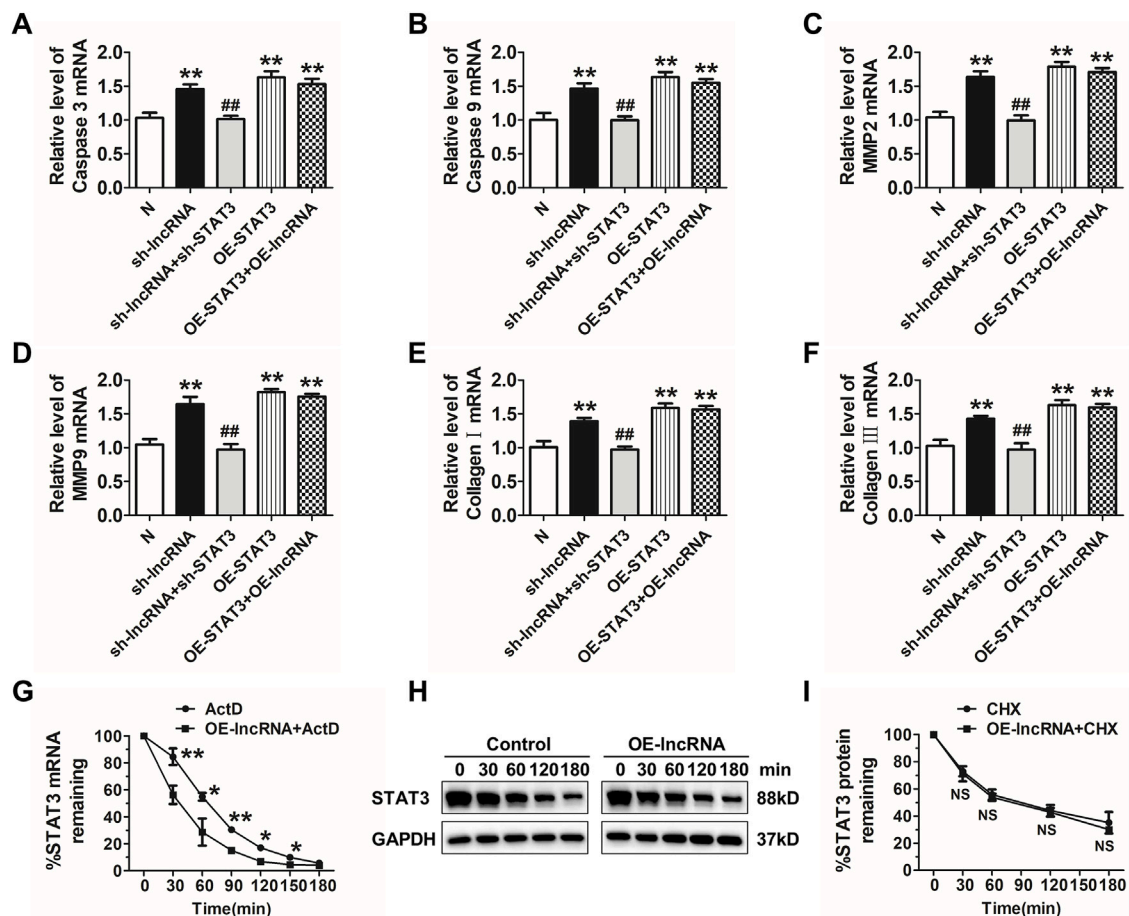 A
Relative level of
Caspase 3 mRNA
2.0
1.5
1.0
0.5
0.0
**
##
**
**
N
sh-lncRNA
sh-lncRNA+sh-STAT3
OE-STAT3
OE-STAT3+OE-lncRNA
B
Relative level of
Caspase 9 mRNA
2.0
1.5
1.0
0.5
0.0
**
##
**
**
N
sh-lncRNA
sh-lncRNA+sh-STAT3
OE-STAT3
OE-STAT3+OE-lncRNA
C
Relative level of
MMP2 mRNA
2.0
1.5
1.0
0.5
0.0
**
##
**
**
N
sh-lncRNA
sh-lncRNA+sh-STAT3
OE-STAT3
OE-STAT3+OE-lncRNA
D
Relative level of
MMP9 mRNA
2.0
1.5
1.0
0.5
0.0
**
##
**
**
N
sh-lncRNA
sh-lncRNA+sh-STAT3
OE-STAT3
OE-STAT3+OE-lncRNA
E
Relative level of
Collagen Ⅰ mRNA
2.0
1.5
1.0
0.5
0.0
**
##
**
**
N
sh-lncRNA
sh-lncRNA+sh-STAT3
OE-STAT3
OE-STAT3+OE-lncRNA
F
Relative level of
Collagen Ⅲ mRNA
2.0
1.5
1.0
0.5
0.0
**
##
**
**
N
sh-lncRNA
sh-lncRNA+sh-STAT3
OE-STAT3
OE-STAT3+OE-lncRNA
G
ActD
OE-lncRNA+ActD
%STAT3 mRNA
remaining
100
80
60
40
20
0
**
*
**
*
*
0 30 60 90 120 150 180
Time(min)
H
Control OE-lncRNA
0 30 60 120 180 0 30 60 120 180 min
STAT3 88kD
GAPDH 37kD
I
CHX
OE-lncRNA+CHX
%STAT3 protein
remaining
100
80
60
40
20
0
NS
NS
NS
NS
0 30 60 90 120 150 180
Time(min)